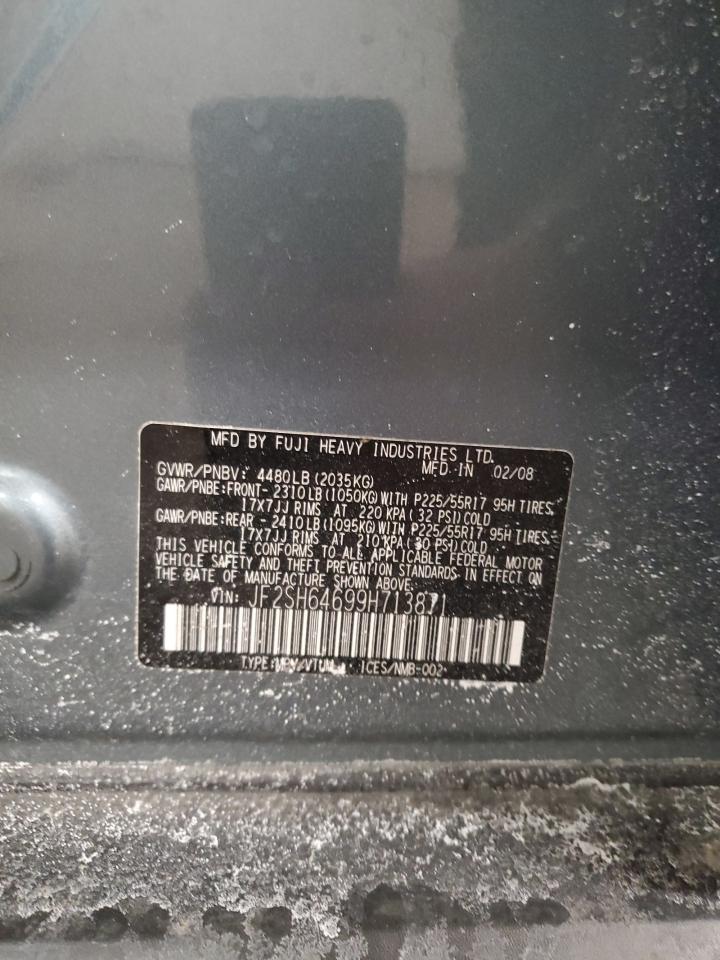 MFD BY FUJI HEAVY INDUSTRIES LTD.
MFD IN 02/08
GVWR/PNBV: 4480LB (2035KG)
GAWR/PNBE:FRONT- 2310LB(1050KG)WITH P225/55R17 95H TIRES,
17X7JJ RIMS AT 220 KPA( 32 PSI)COLD
GAWR/PNBE:REAR - 2410LB(1095KG)WITH P225/55R17 95H TIRES,
17X7JJ RIMS AT 210 KPA( 30 PSI)COLD
THIS VEHICLE CONFORMS TO ALL APPLICABLE FEDERAL MOTOR
VEHICLE SAFETY AND THEFT PREVENTION STANDARDS IN EFFECT ON
THE DATE OF MANUFACTURE SHOWN ABOVE.
VIN: JF2SH64699H713871
TYPE:MPV/VTUM ICES/NMB-002